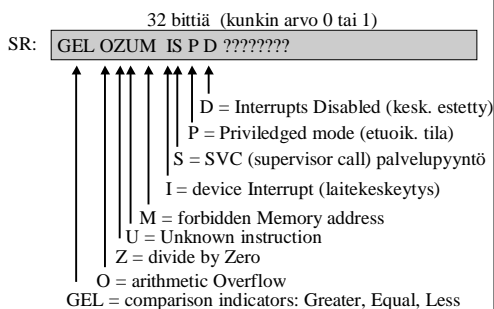 32 bittiä (kunkin arvo 0 tai 1)
SR: GEL OZUM IS P D ????????
D = Interrupts Disabled (kesk. estetty)
P = Priviledged mode (etuoik. tila)
S = SVC (supervisor call) palvelupyyntö
I = device Interrupt (laitekeskeytys)
M = forbidden Memory address
U = Unknown instruction
Z = divide by Zero
O = arithmetic Overflow
GEL = comparison indicators: Greater, Equal, Less